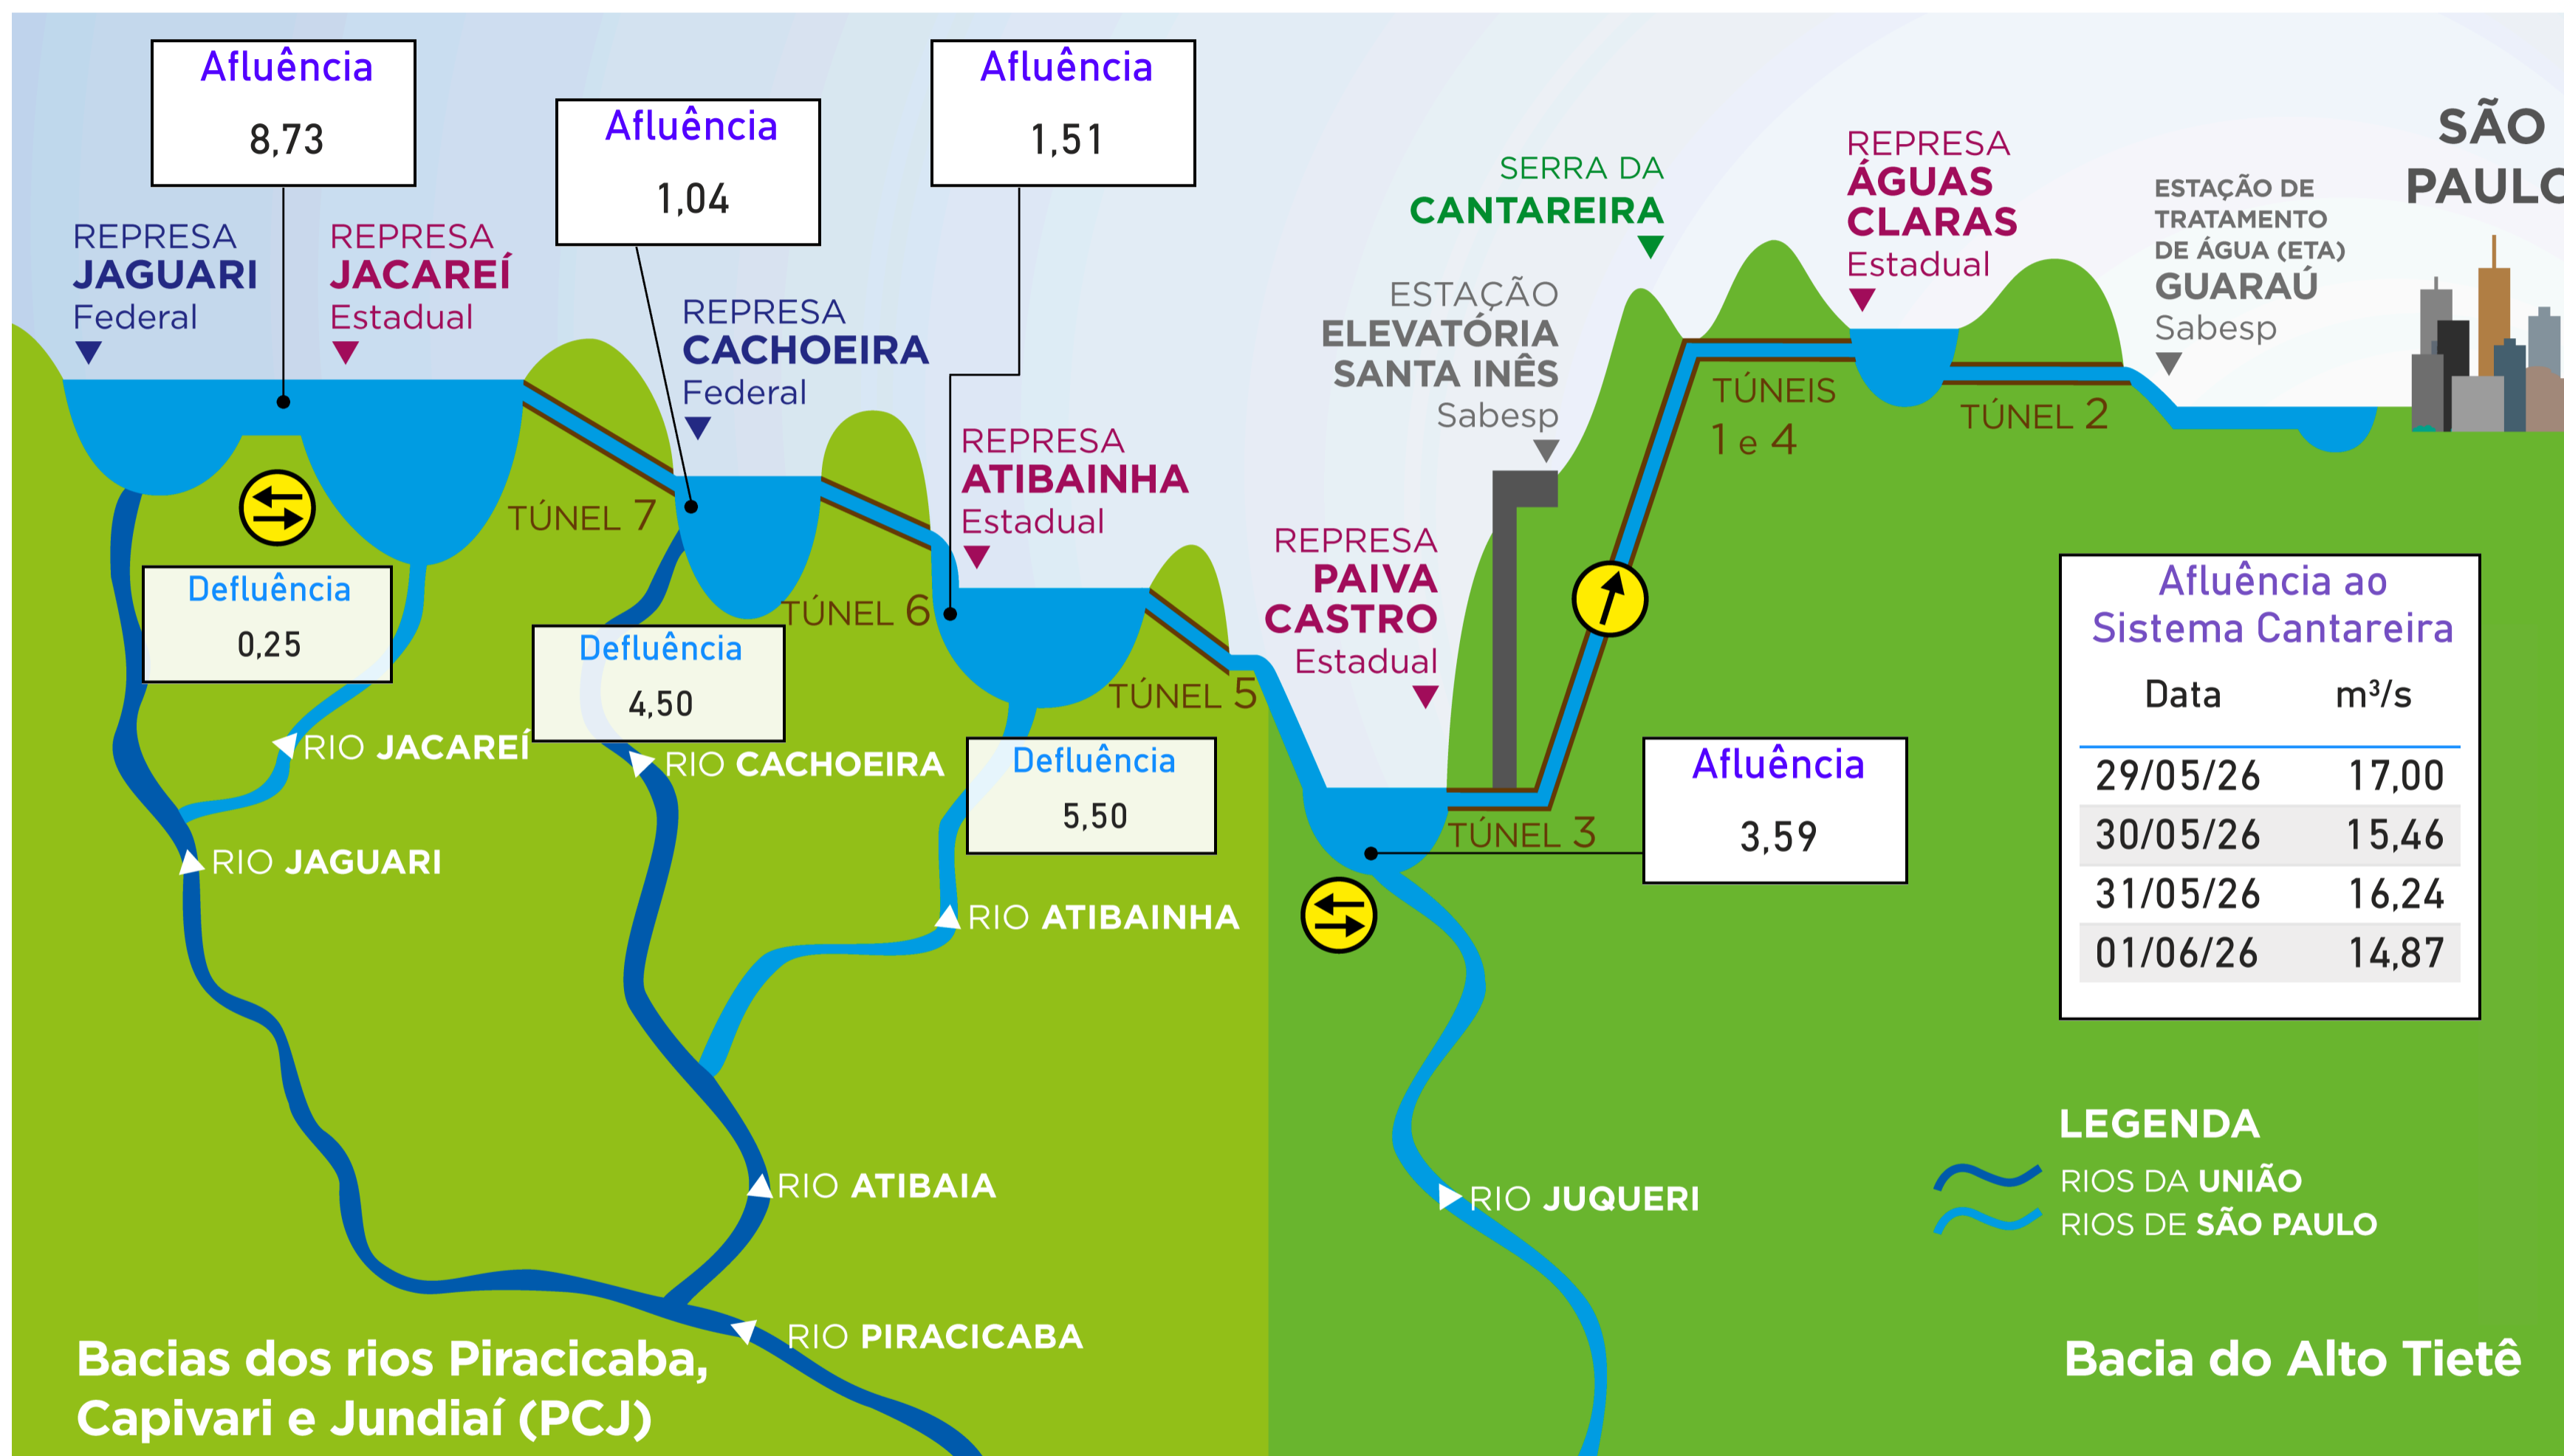 Afluência
8,73
Afluência
1,04
Afluência
1,51
REPRESA
JAGUARI
Federal
REPRESA
JACAREÍ
Estadual
REPRESA
CACHOEIRA
Federal
REPRESA
ATIBAINHA
Estadual
SERRA DA
CANTAREIRA
ESTAÇÃO
ELEVATÓRIA
SANTA INÊS
Sabesp
REPRESA
ÁGUAS
CLARAS
Estadual
ESTAÇÃO DE
TRATAMENTO
DE ÁGUA (ETA)
GUARAÚ
Sabesp
SÃO
PAULO
TÚNEL 7
TÚNEL 6
TÚNEL 5
REPRESA
PAIVA
CASTRO
Estadual
TÚNEIS
1 e 4
TÚNEL 2
TÚNEL 3
Defluência
0,25
Defluência
4,50
Defluência
5,50
Afluência
3,59
RIO JACAREÍ
RIO CACHOEIRA
RIO JAGUARI
RIO ATIBAINHA
RIO ATIBAIA
RIO JUQUERI
RIO PIRACICABA
Afluência ao
Sistema Cantareira
Data m³/s
29/05/26 17,00
30/05/26 15,46
31/05/26 16,24
01/06/26 14,87
LEGENDA
RIOS DA UNIÃO
RIOS DE SÃO PAULO
Bacias dos rios Piracicaba,
Capivari e Jundiaí (PCJ)
Bacia do Alto Tietê